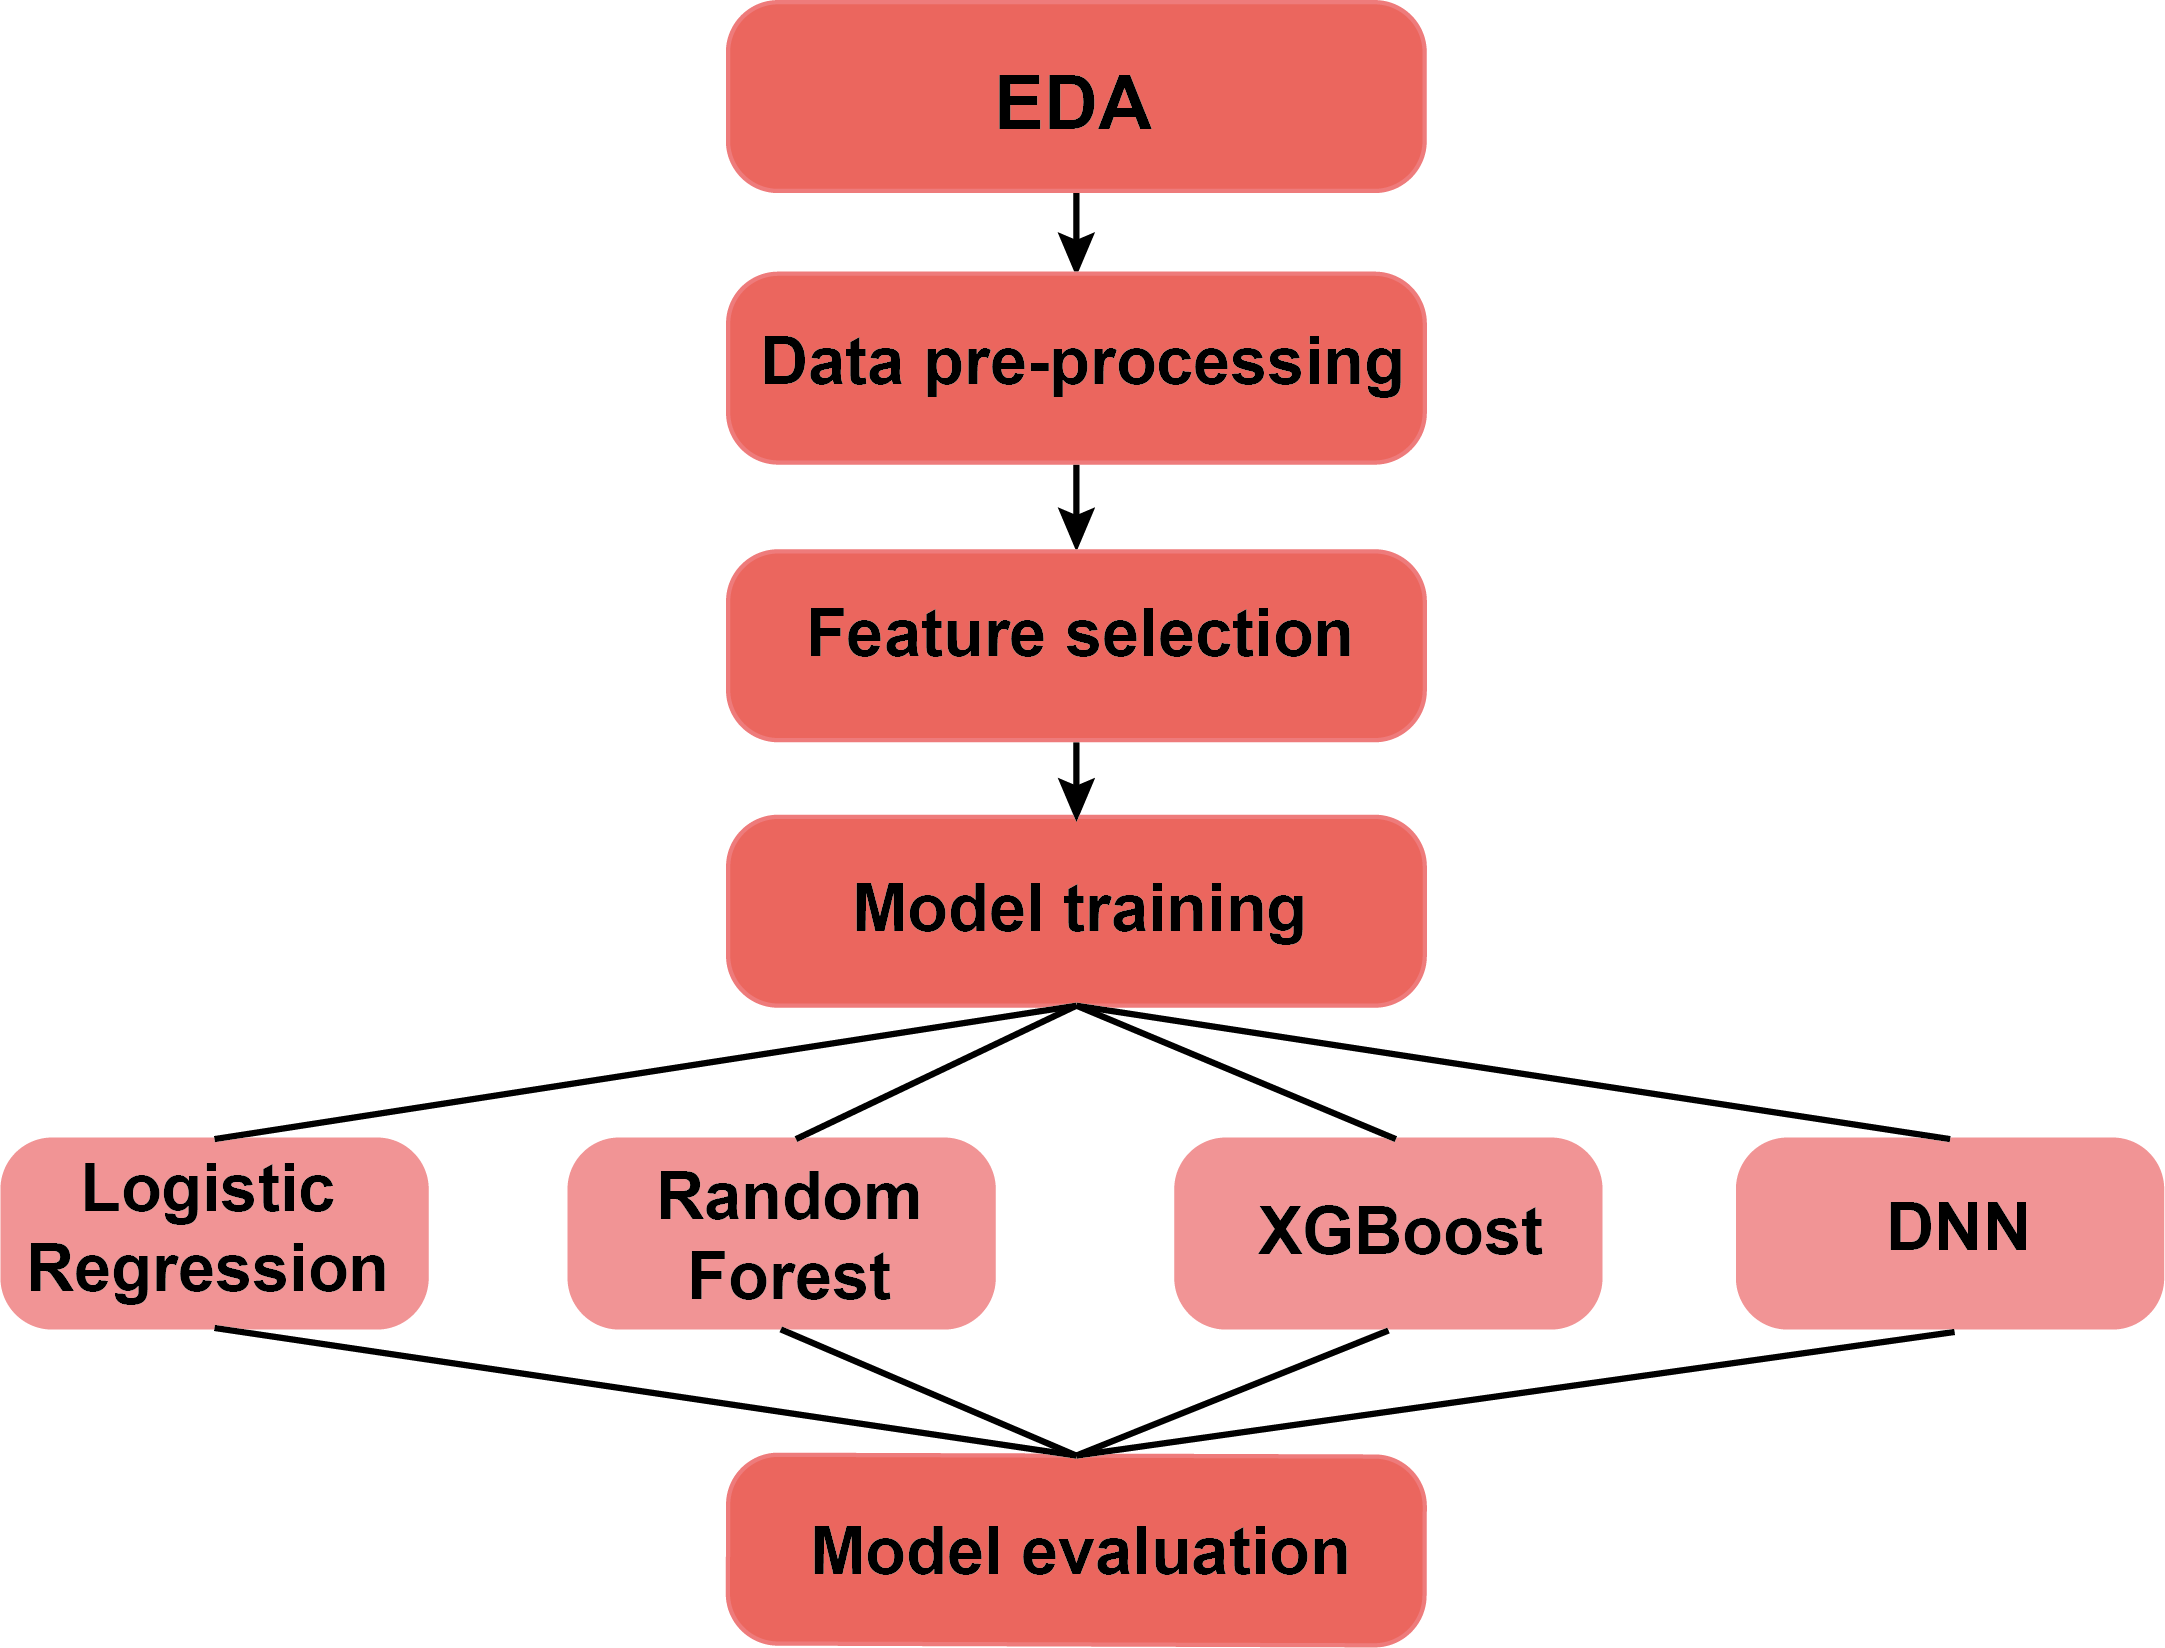 EDA
Data pre-processing
Feature selection
Model training
Logistic
Regression
Random
Forest
XGBoost
DNN
Model evaluation